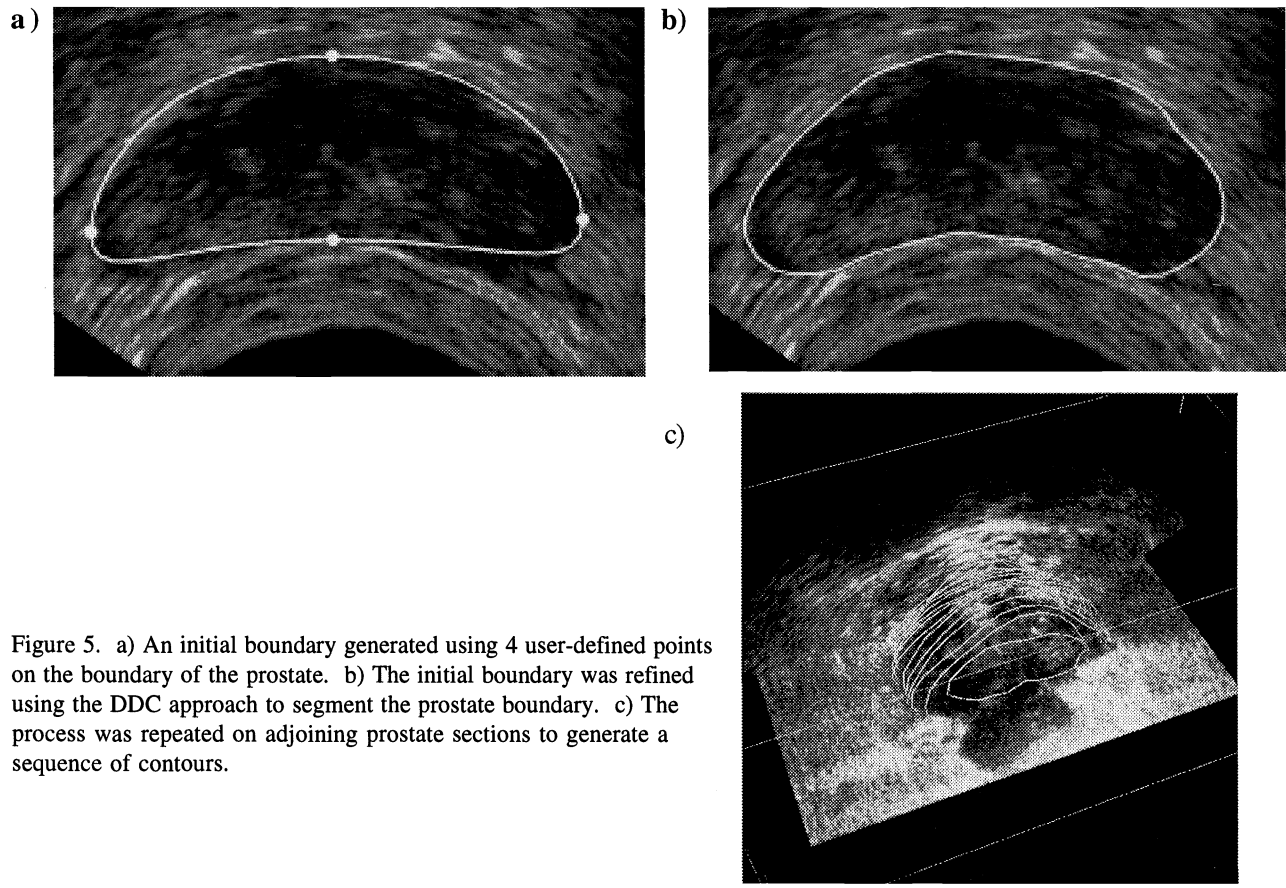 a)
b)
c)
Figure 5. a) An initial boundary generated using 4 user-defined points
on the boundary of the prostate. b) The initial boundary was refined
using the DDC approach to segment the prostate boundary. c) The
process was repeated on adjoining prostate sections to generate a
sequence of contours.